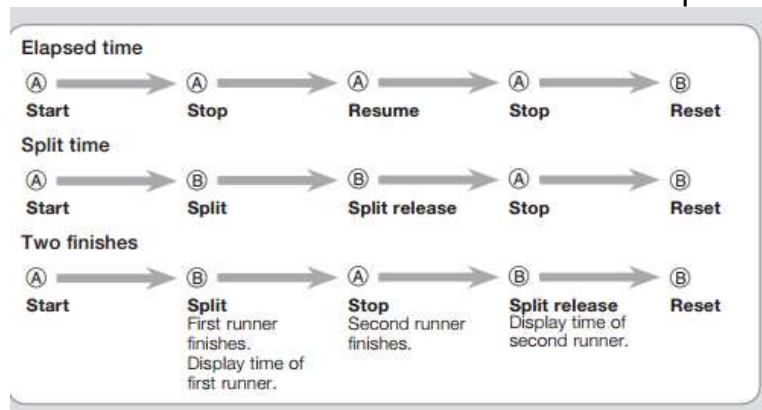 Elapsed time
Ⓐ Ⓐ Ⓐ Ⓐ Ⓑ
Start Stop Resume Stop Reset
Split time
Ⓐ Ⓑ Ⓑ Ⓐ Ⓑ
Start Split Split release Stop Reset
Two finishes
Ⓐ Ⓑ Ⓐ Ⓑ Ⓑ
Start Split Stop Split release Reset
First runner Second runner Display time of
finishes. finishes. second runner.
Display time of
first runner.